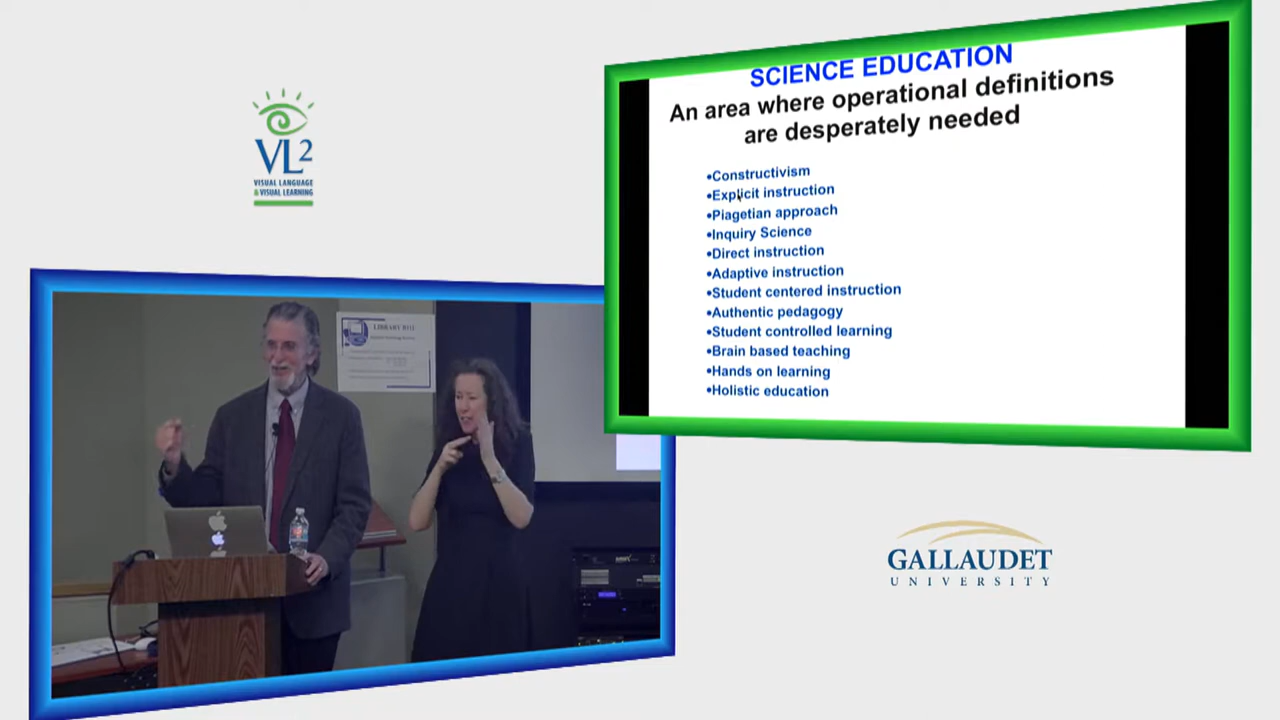 VL2
VISUAL LANGUAGE
& VISUAL LEARNING
SCIENCE EDUCATION
An area where operational definitions
are desperately needed
•Constructivism
•Explicit instruction
•Piagetian approach
•Inquiry Science
•Direct instruction
•Adaptive instruction
•Student centered instruction
•Authentic pedagogy
•Student controlled learning
•Brain based teaching
•Hands on learning
•Holistic education
GALLAUDET
UNIVERSITY